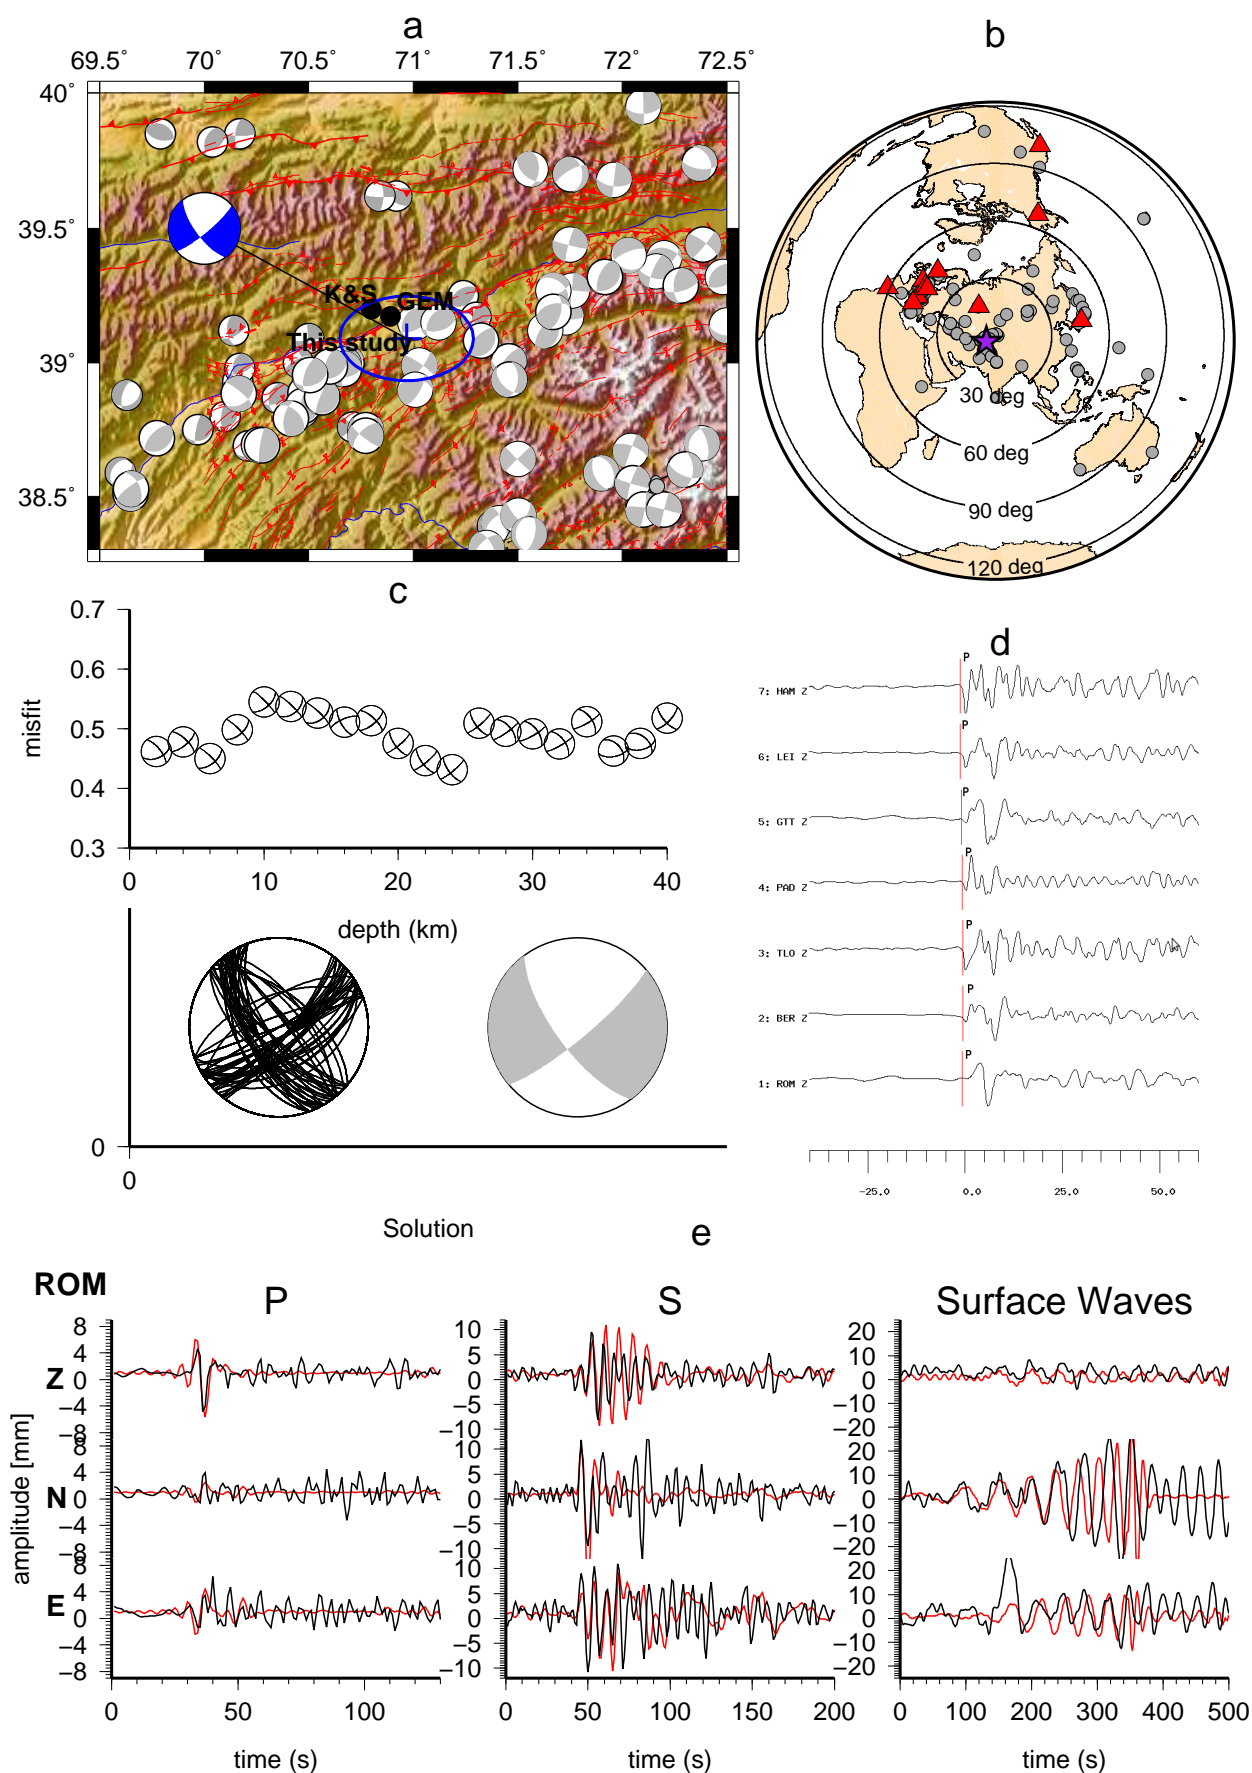 a
69.5° 70° 70.5° 71° 71.5° 72° 72.5°
40°
39.5°
39°
38.5°
K&S
GEM
This study
b
30 deg
60 deg
90 deg
120 deg
c
0.7
0.6
0.5
0.4
0.3
misfit
0 10 20 30 40
depth (km)
0
0
Solution
d
P
7: HAM Z
P
6: LEI Z
P
5: GTT Z
P
4: PAD Z
P
3: TLO Z
P
2: BER Z
P
1: ROM Z
-25.0 0.0 25.0 50.0
e
ROM
P S Surface Waves
amplitude [mm]
Z
8
4
0
−4
−8
N
8
4
0
−4
−8
E
8
4
0
−4
−8
0 50 100
time (s)
10
5
0
−5
−10
10
5
0
−5
−10
10
5
0
−5
−10
0 50 100 150 200
time (s)
20
10
0
−10
−20
20
10
0
−10
−20
20
10
0
−10
−20
0 100 200 300 400 500
time (s)